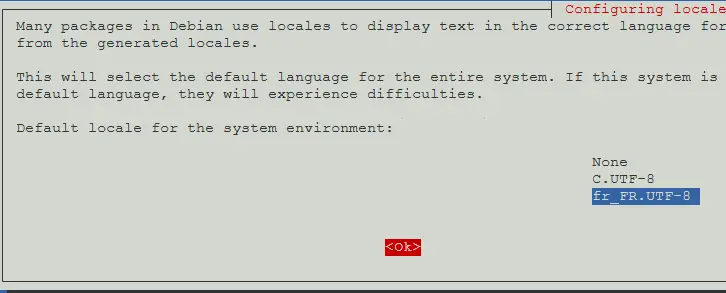 Configuring locale
Many packages in Debian use locales to display text in the correct language for
from the generated locales.
This will select the default language for the entire system. If this system is
default language, they will experience difficulties.
Default locale for the system environment:
None
C.UTF-8
fr_FR.UTF-8
<Ok>